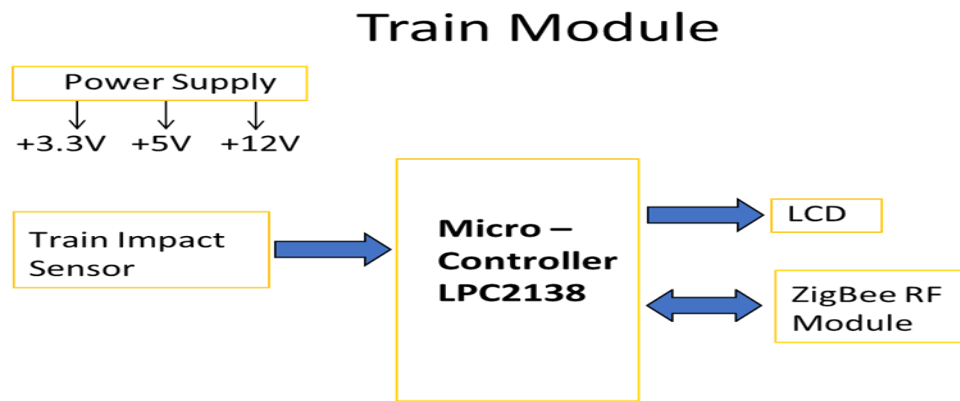 Train Module
Power Supply
+3.3V +5V +12V
Train Impact
Sensor
Micro –
Controller
LPC2138
LCD
ZigBee RF
Module